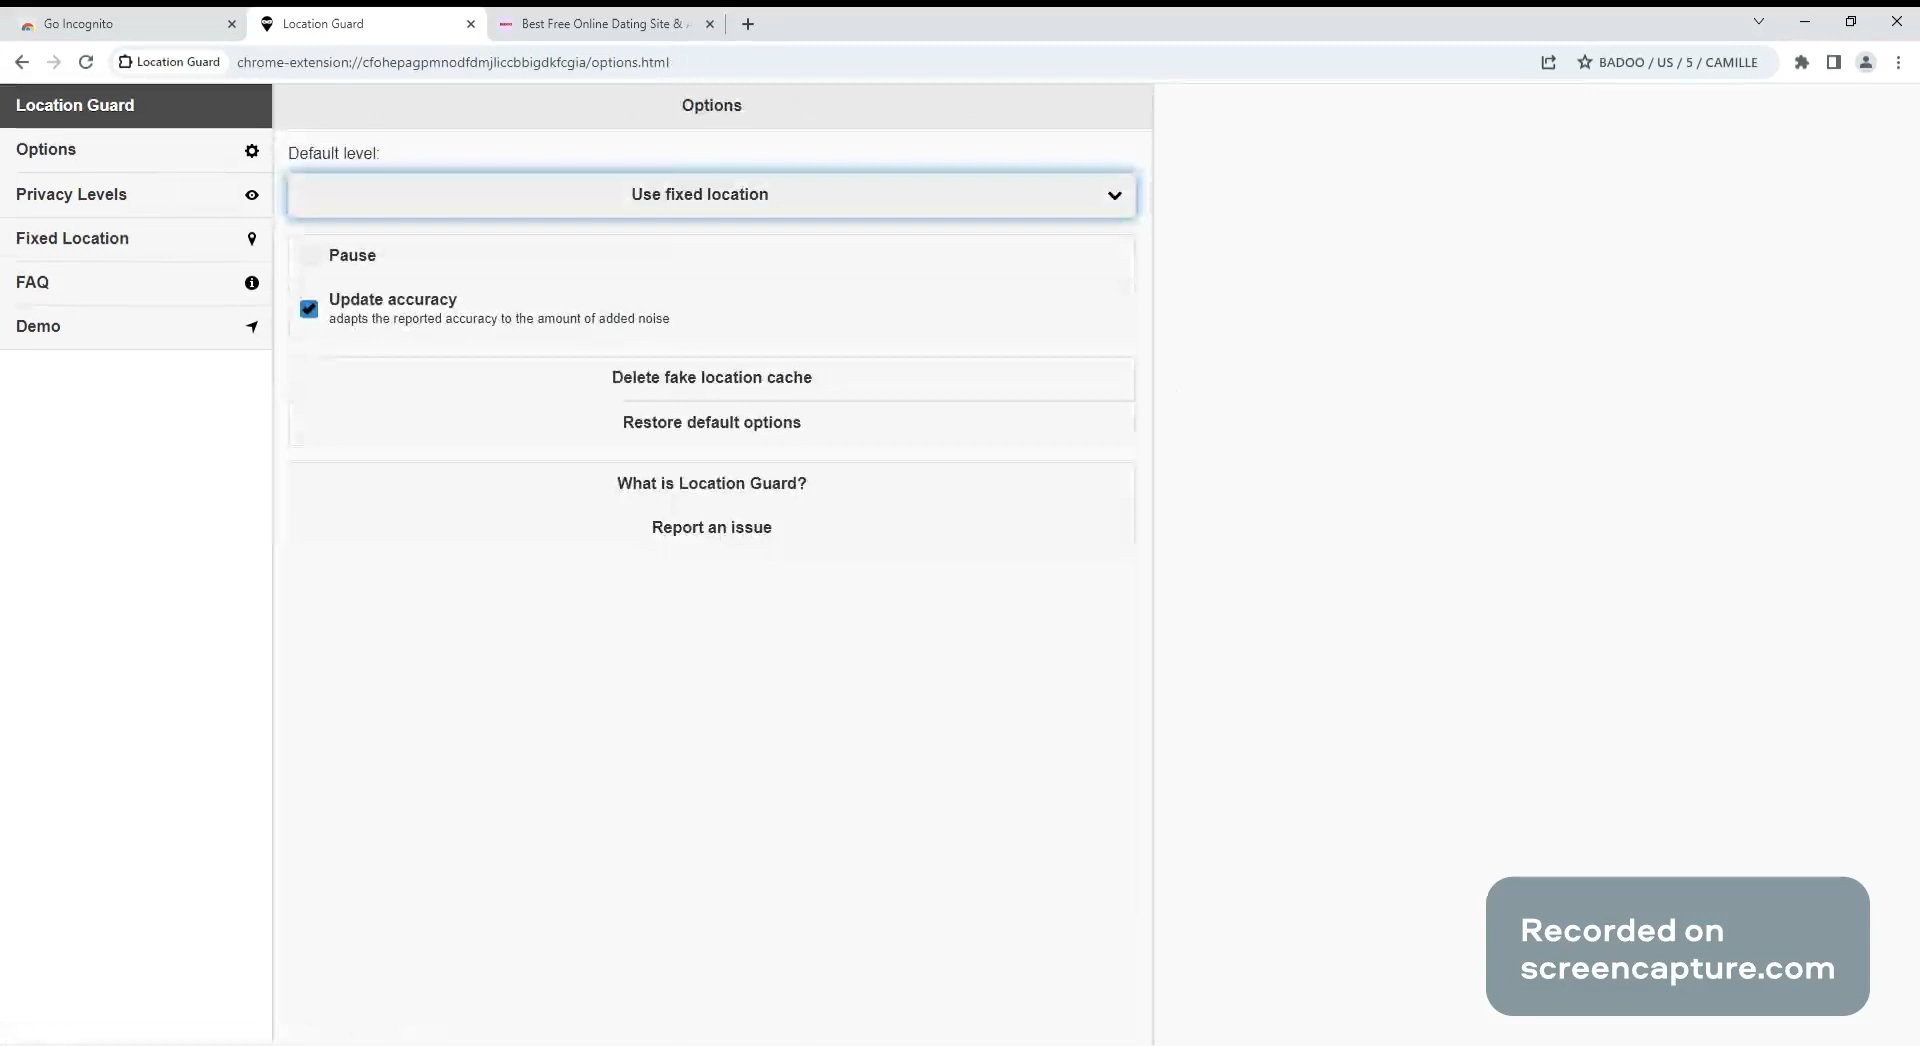 Go Incognito
Location Guard
Best Free Online Dating Site &
Location Guard
chrome-extension://cfohepagpmnodfdmjliccbbigdkfcgia/options.html
BADOO / US / 5 / CAMILLE
Location Guard
Options
Privacy Levels
Fixed Location
FAQ
Demo
Options
Default level:
Use fixed location
Pause
Update accuracy
adapts the reported accuracy to the amount of added noise
Delete fake location cache
Restore default options
What is Location Guard?
Report an issue
Recorded on
screencapture.com